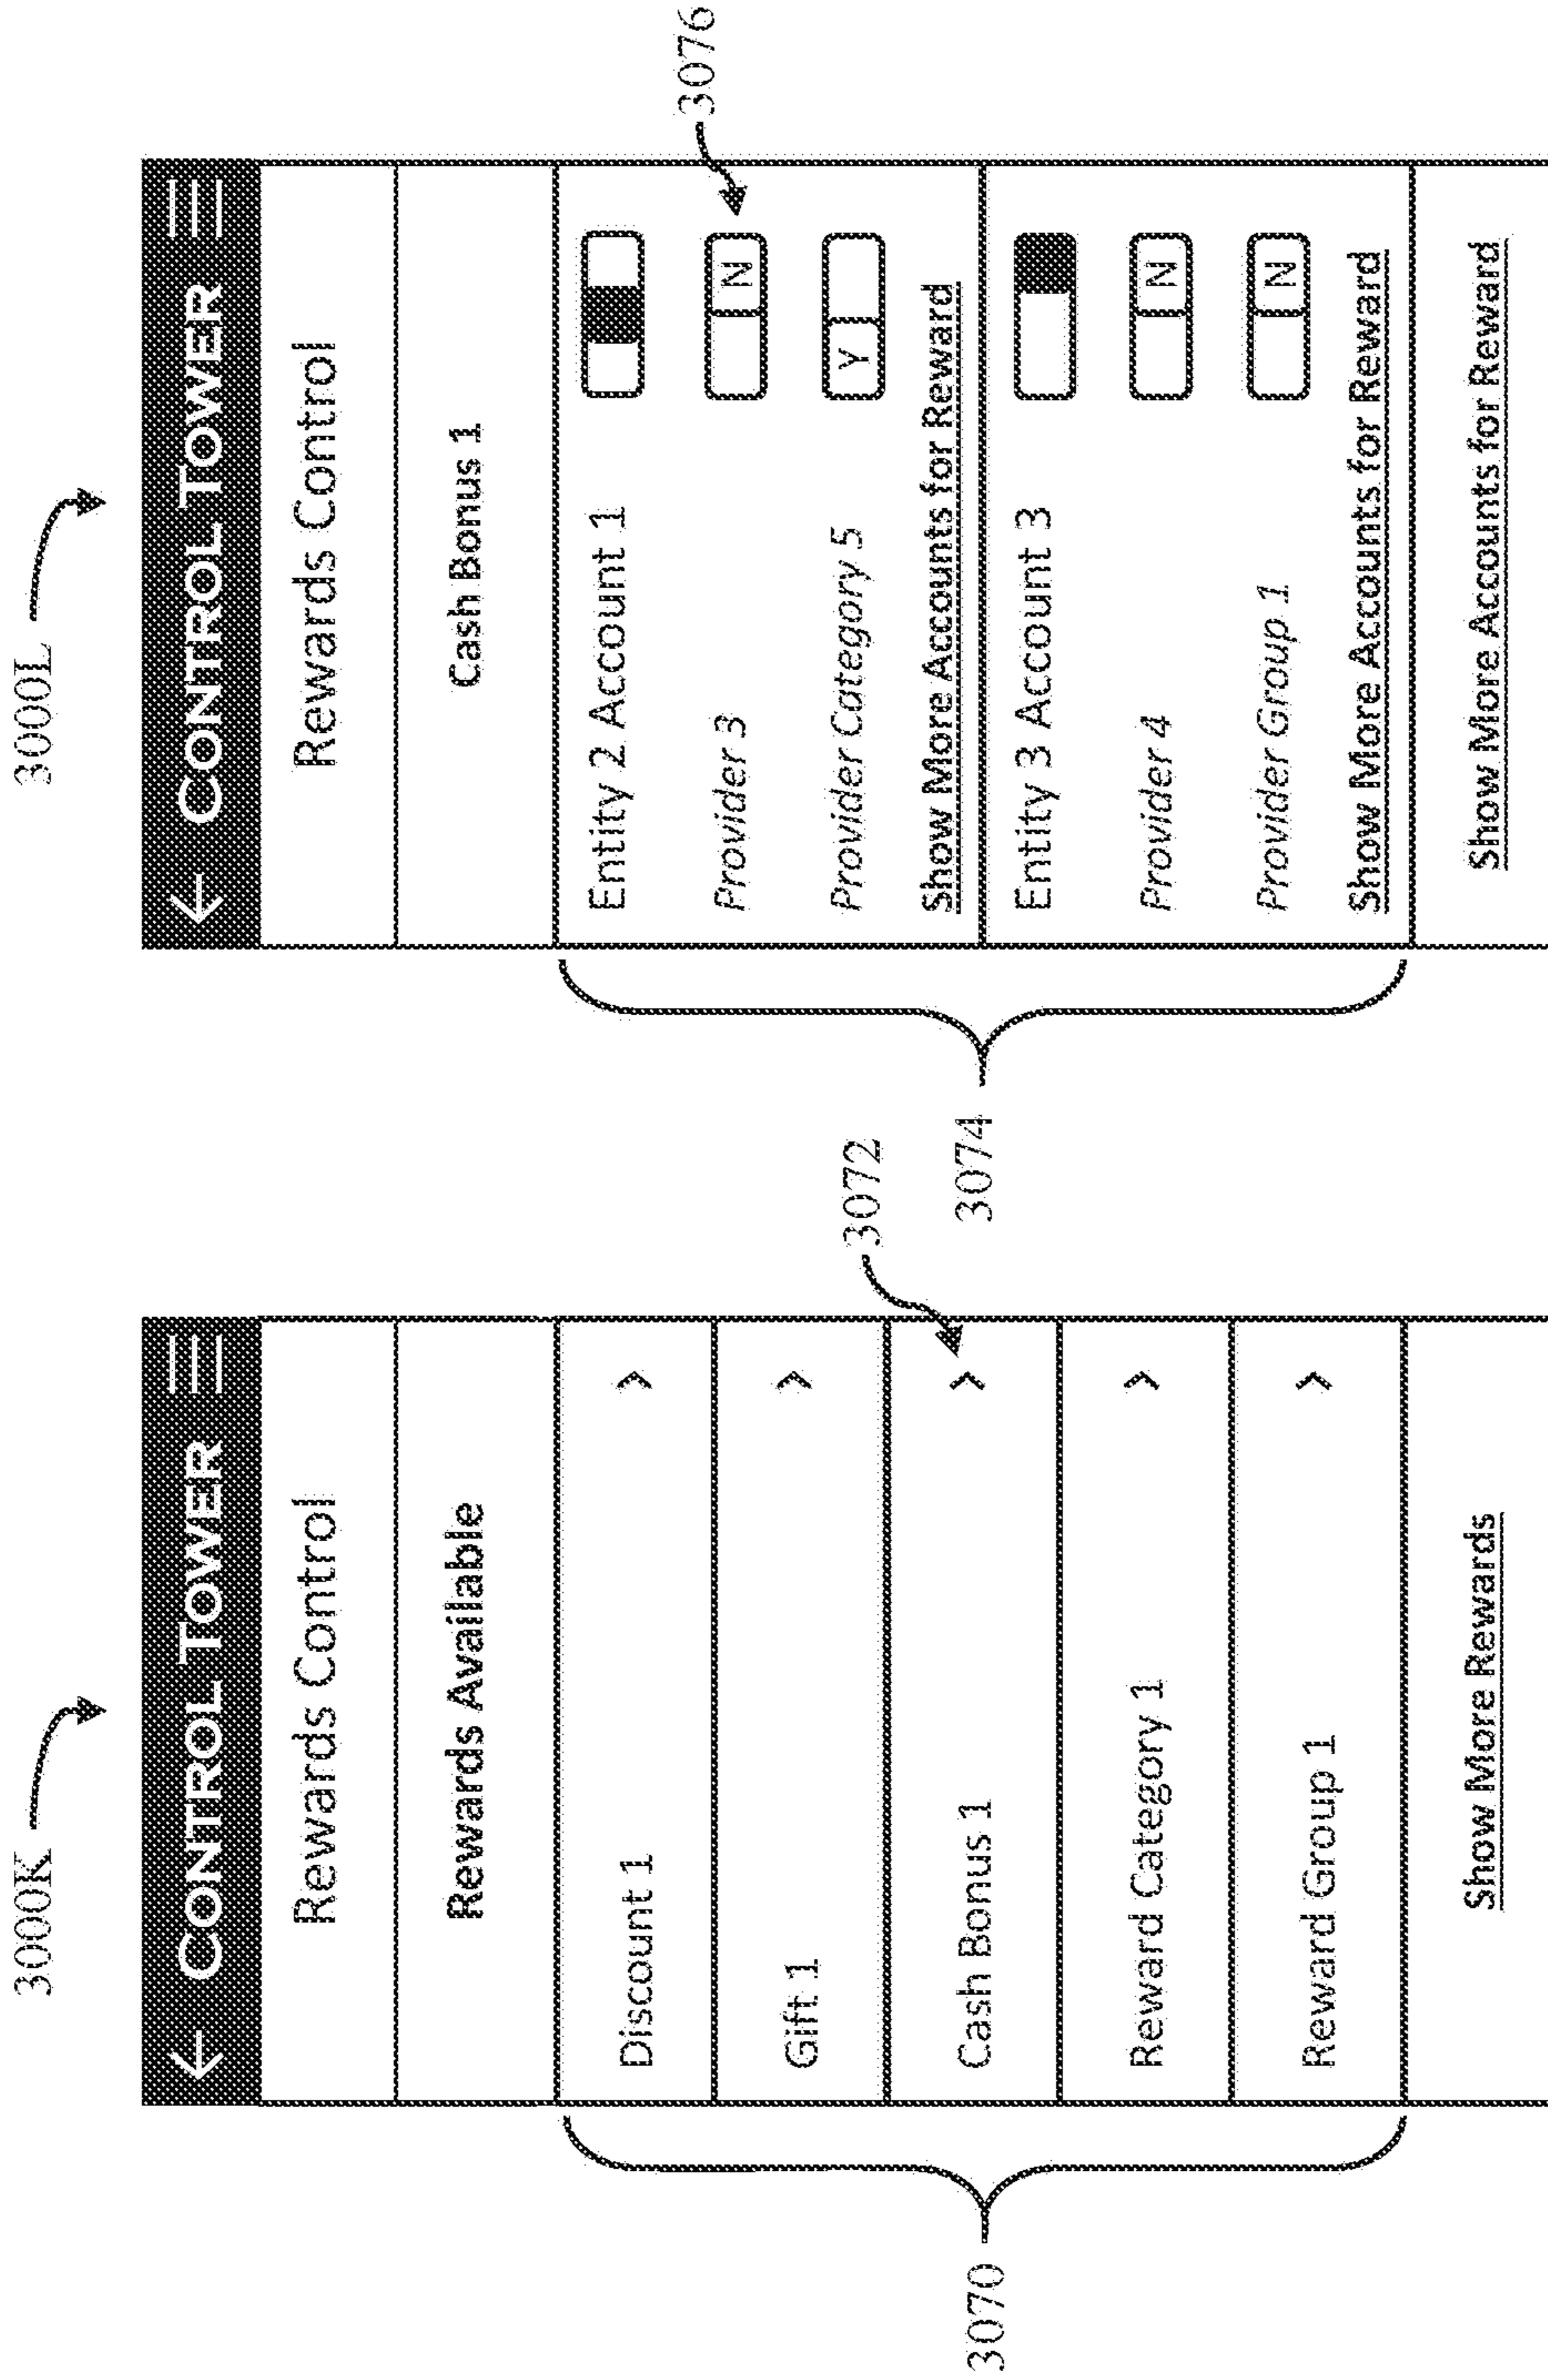 3000K
← CONTROL TOWER
Rewards Control
Rewards Available
Discount 1 >
Gift 1 >
Cash Bonus 1 >
Reward Category 1 >
Reward Group 1 >
Show More Rewards
3070
3072
3000L
← CONTROL TOWER
Rewards Control
Cash Bonus 1
Entity 2 Account 1
Provider 3 N
Provider Category 5 Y
Show More Accounts for Reward
Entity 3 Account 3
Provider 4 N
Provider Group 1 N
Show More Accounts for Reward
Show More Accounts for Reward
3074
3076